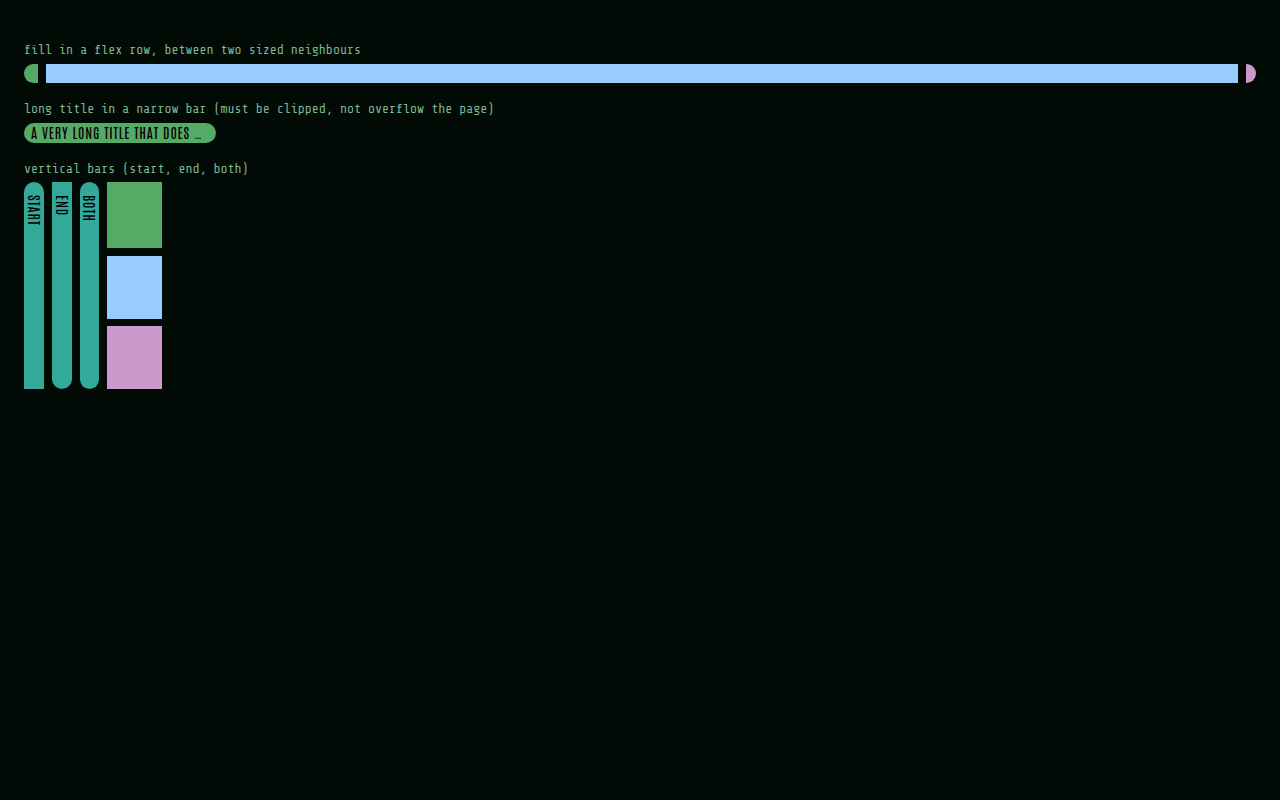 fill in a flex row, between two sized neighbours
long title in a narrow bar (must be clipped, not overflow the page)
A VERY LONG TITLE THAT DOES …
vertical bars (start, end, both)
START
END
BOTH